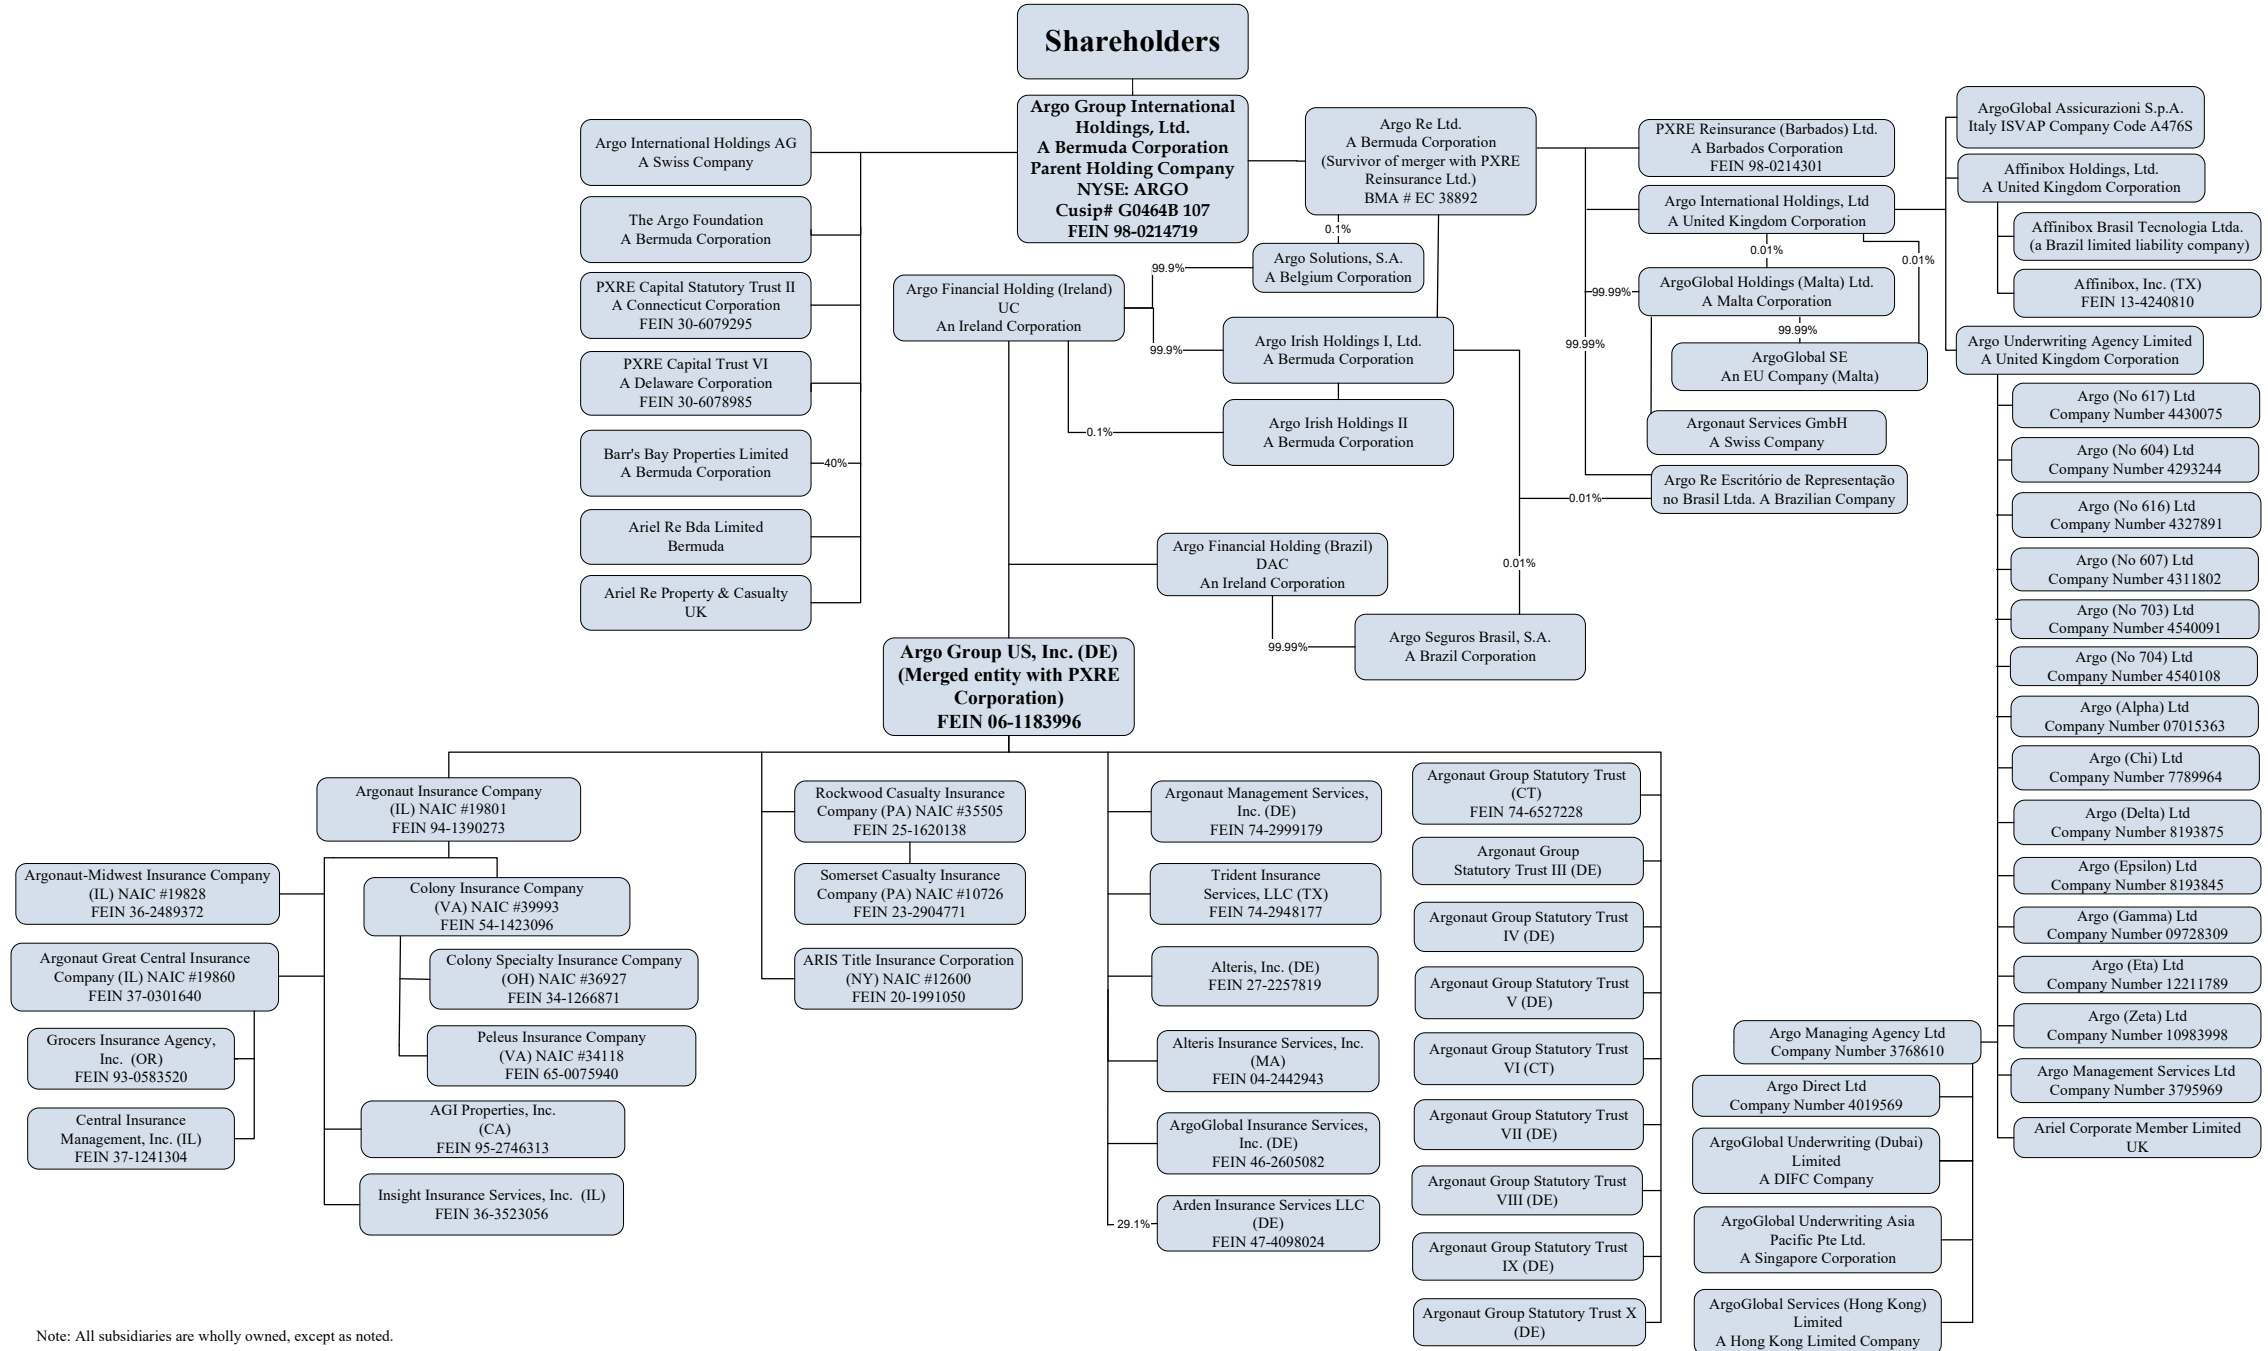 Shareholders
Argo Group International
Holdings, Ltd.
A Bermuda Corporation
Parent Holding Company
NYSE: ARGO
Cusip# G0464B 107
FEIN 98-0214719
Argo International Holdings AG
A Swiss Company
The Argo Foundation
A Bermuda Corporation
PXRE Capital Statutory Trust II
A Connecticut Corporation
FEIN 30-6079295
PXRE Capital Trust VI
A Delaware Corporation
FEIN 30-6078985
Barr's Bay Properties Limited
A Bermuda Corporation
40%
Ariel Re Bda Limited
Bermuda
Ariel Re Property & Casualty
UK
Argo Re Ltd.
A Bermuda Corporation
(Survivor of merger with PXRE
Reinsurance Ltd.)
BMA # EC 38892
0.1%
Argo Solutions, S.A.
A Belgium Corporation
99.9%
Argo Financial Holding (Ireland)
UC
An Ireland Corporation
99.9%
Argo Irish Holdings I, Ltd.
A Bermuda Corporation
0.1%
Argo Irish Holdings II
A Bermuda Corporation
Argo Financial Holding (Brazil)
DAC
An Ireland Corporation
99.99%
0.01%
0.01%
Argo Seguros Brasil, S.A.
A Brazil Corporation
PXRE Reinsurance (Barbados) Ltd.
A Barbados Corporation
FEIN 98-0214301
Argo International Holdings, Ltd
A United Kingdom Corporation
0.01%
0.01%
99.99%
ArgoGlobal Holdings (Malta) Ltd.
A Malta Corporation
99.99%
99.99%
ArgoGlobal SE
An EU Company (Malta)
Argonaut Services GmbH
A Swiss Company
Argo Re Escritório de Representação
no Brasil Ltda. A Brazilian Company
ArgoGlobal Assicurazioni S.p.A.
Italy ISVAP Company Code A476S
Affinibox Holdings, Ltd.
A United Kingdom Corporation
Affinibox Brasil Tecnologia Ltda.
(a Brazil limited liability company)
Affinibox, Inc. (TX)
FEIN 13-4240810
Argo Underwriting Agency Limited
A United Kingdom Corporation
Argo (No 617) Ltd
Company Number 4430075
Argo (No 604) Ltd
Company Number 4293244
Argo (No 616) Ltd
Company Number 4327891
Argo (No 607) Ltd
Company Number 4311802
Argo (No 703) Ltd
Company Number 4540091
Argo (No 704) Ltd
Company Number 4540108
Argo (Alpha) Ltd
Company Number 07015363
Argo (Chi) Ltd
Company Number 7789964
Argo (Delta) Ltd
Company Number 8193875
Argo (Epsilon) Ltd
Company Number 8193845
Argo (Gamma) Ltd
Company Number 09728309
Argo (Eta) Ltd
Company Number 12211789
Argo (Zeta) Ltd
Company Number 10983998
Argo Management Services Ltd
Company Number 3795969
Ariel Corporate Member Limited
UK
Argo Managing Agency Ltd
Company Number 3768610
Argo Direct Ltd
Company Number 4019569
ArgoGlobal Underwriting (Dubai)
Limited
A DIFC Company
ArgoGlobal Underwriting Asia
Pacific Pte Ltd.
A Singapore Corporation
ArgoGlobal Services (Hong Kong)
Limited
A Hong Kong Limited Company
Argo Group US, Inc. (DE)
(Merged entity with PXRE
Corporation)
FEIN 06-1183996
Argonaut Insurance Company
(IL) NAIC #19801
FEIN 94-1390273
Argonaut-Midwest Insurance Company
(IL) NAIC #19828
FEIN 36-2489372
Argonaut Great Central Insurance
Company (IL) NAIC #19860
FEIN 37-0301640
Grocers Insurance Agency,
Inc. (OR)
FEIN 93-0583520
Central Insurance
Management, Inc. (IL)
FEIN 37-1241304
Colony Insurance Company
(VA) NAIC #39993
FEIN 54-1423096
Colony Specialty Insurance Company
(OH) NAIC #36927
FEIN 34-1266871
Peleus Insurance Company
(VA) NAIC #34118
FEIN 65-0075940
AGI Properties, Inc.
(CA)
FEIN 95-2746313
Insight Insurance Services, Inc. (IL)
FEIN 36-3523056
Rockwood Casualty Insurance
Company (PA) NAIC #35505
FEIN 25-1620138
Somerset Casualty Insurance
Company (PA) NAIC #10726
FEIN 23-2904771
ARIS Title Insurance Corporation
(NY) NAIC #12600
FEIN 20-1991050
Argonaut Management Services,
Inc. (DE)
FEIN 74-2999179
Trident Insurance
Services, LLC (TX)
FEIN 74-2948177
Alteris, Inc. (DE)
FEIN 27-2257819
Alteris Insurance Services, Inc.
(MA)
FEIN 04-2442943
ArgoGlobal Insurance Services,
Inc. (DE)
FEIN 46-2605082
29.1%
Arden Insurance Services LLC
(DE)
FEIN 47-4098024
Argonaut Group Statutory Trust
(CT)
FEIN 74-6527228
Argonaut Group
Statutory Trust III (DE)
Argonaut Group Statutory Trust
IV (DE)
Argonaut Group Statutory Trust
V (DE)
Argonaut Group Statutory Trust
VI (CT)
Argonaut Group Statutory Trust
VII (DE)
Argonaut Group Statutory Trust
VIII (DE)
Argonaut Group Statutory Trust
IX (DE)
Argonaut Group Statutory Trust X
(DE)
Note: All subsidiaries are wholly owned, except as noted.